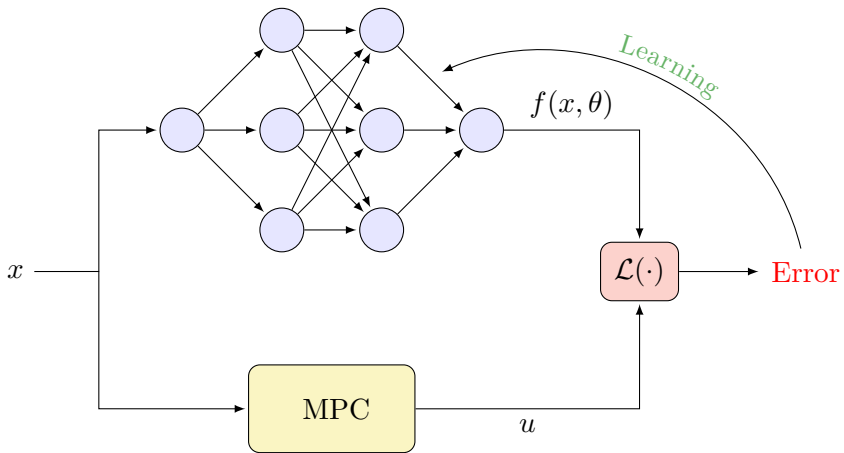 Learning
f(x, θ)
x
ℒ(·)
Error
MPC
u